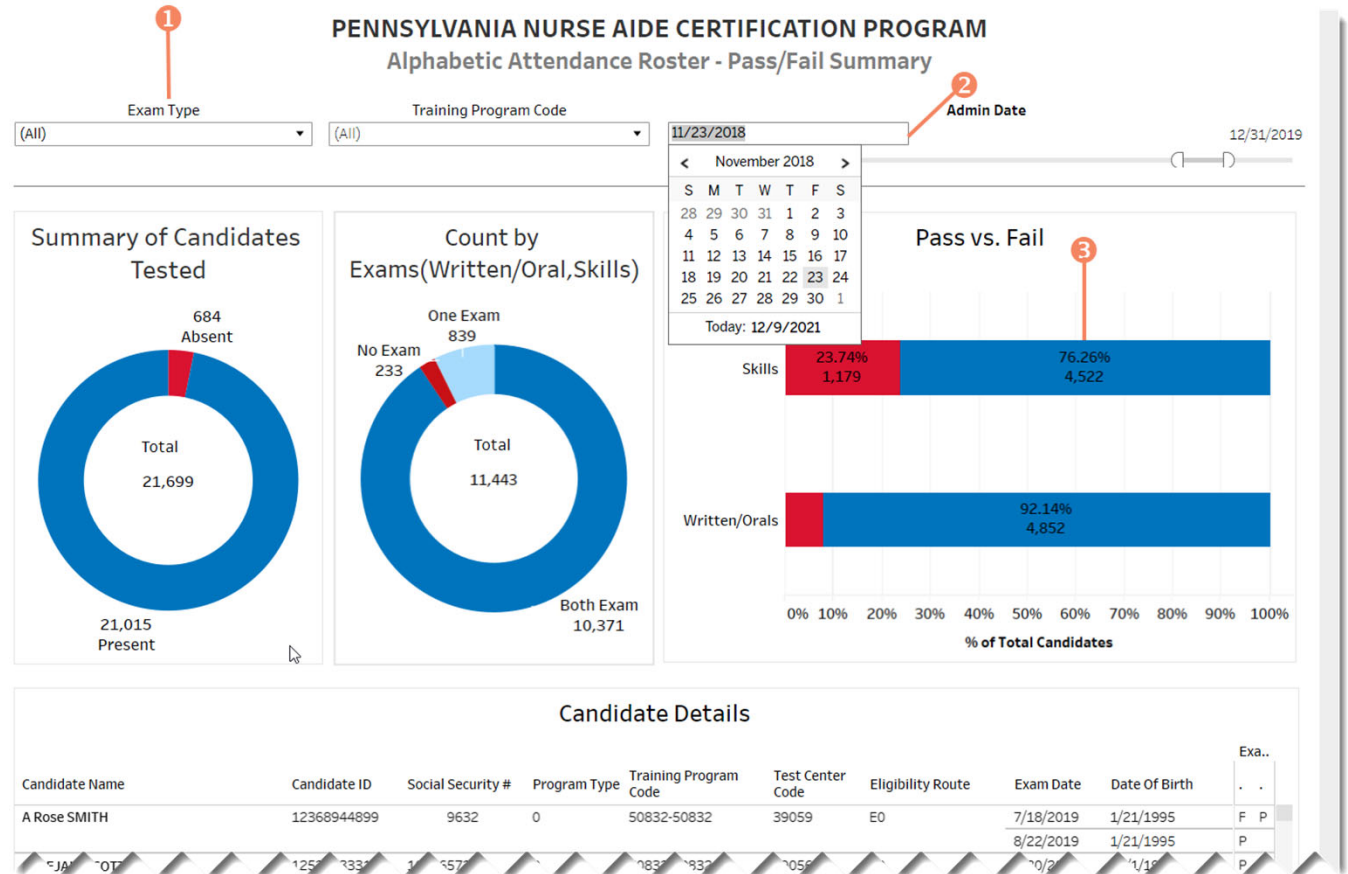 1
PENNSYLVANIA NURSE AIDE CERTIFICATION PROGRAM
Alphabetic Attendance Roster - Pass/Fail Summary
2
Exam Type
Training Program Code
Admin Date
(All)
(All)
11/23/2018
12/31/2019
< November 2018 >
S M T W T F S
28 29 30 31 1 2 3
4 5 6 7 8 9 10
11 12 13 14 15 16 17
18 19 20 21 22 23 24
25 26 27 28 29 30 1
Today: 12/9/2021
Summary of Candidates
Tested
684
Absent
Total
21,699
21,015
Present
Count by
Exams(Written/Oral,Skills)
One Exam
839
No Exam
233
Total
11,443
Both Exam
10,371
Pass vs. Fail
3
Skills
23.74%
1,179
76.26%
4,522
Written/Orals
92.14%
4,852
0% 10% 20% 30% 40% 50% 60% 70% 80% 90% 100%
% of Total Candidates
Candidate Details
Exa..
Candidate Name Candidate ID Social Security # Program Type Training Program Code Test Center Code Eligibility Route Exam Date Date Of Birth . .
A Rose SMITH 12368944899 9632 0 50832-50832 39059 E0 7/18/2019 1/21/1995 F P
8/22/2019 1/21/1995 P